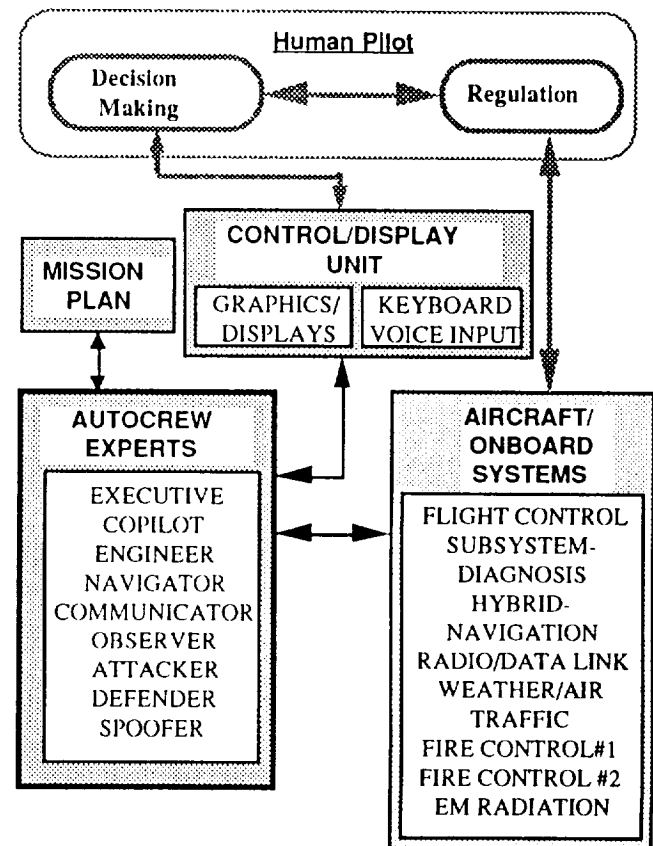 Human Pilot
Decision
Making
Regulation
CONTROL/DISPLAY
UNIT
GRAPHICS/
DISPLAYS
KEYBOARD
VOICE INPUT
MISSION
PLAN
AUTOCREW
EXPERTS
EXECUTIVE
COPILOT
ENGINEER
NAVIGATOR
COMMUNICATOR
OBSERVER
ATTACKER
DEFENDER
SPOOFER
AIRCRAFT/
ONBOARD
SYSTEMS
FLIGHT CONTROL
SUBSYSTEM-
DIAGNOSIS
HYBRID-
NAVIGATION
RADIO/DATA LINK
WEATHER/AIR
TRAFFIC
FIRE CONTROL#1
FIRE CONTROL #2
EM RADIATION